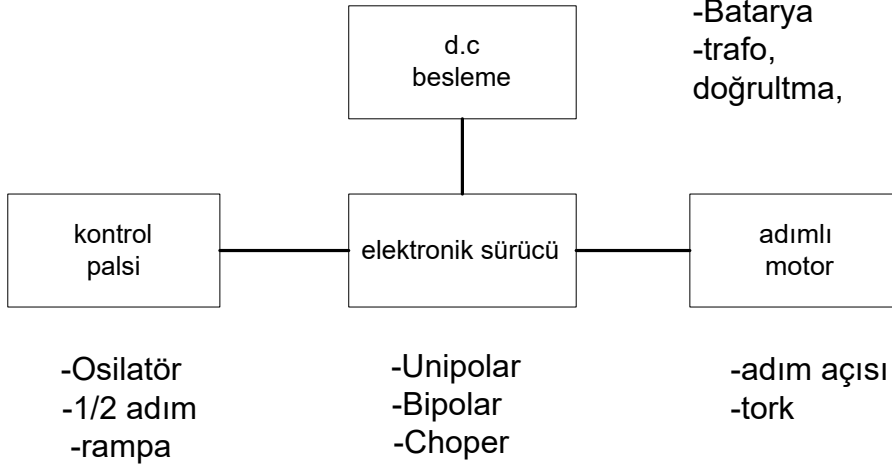 d.c
besleme
-Batarya
-trafo,
doğrultma,
kontrol
palsi
elektronik sürücü
adımlı
motor
-Osilatör
-1/2 adım
-rampa
-Unipolar
-Bipolar
-Choper
-adım açısı
-tork